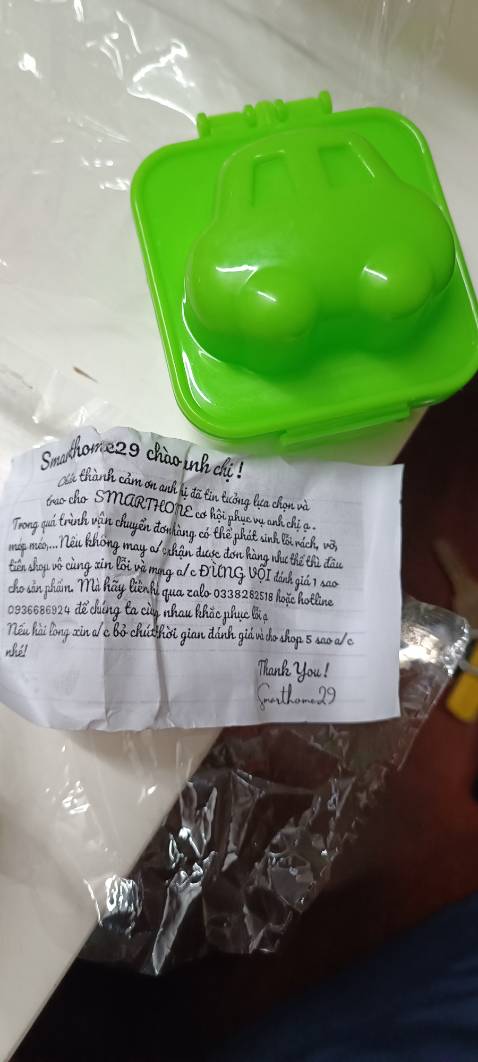 Smarthome29 chào anh chị !
Chân thành cảm ơn anh chị đã tin tưởng lựa chọn và
trao cho SMARTHOME cơ hội phục vụ anh chị ạ.
Trong quá trình vận chuyển đơn hàng có thể phát sinh lỗi rách, vỡ,
móp méo,... Nếu không may a/c nhận được đơn hàng như thế thì đầu
tiên shop vô cùng xin lỗi và mong a/c ĐỪNG VỘI đánh giá 1 sao
cho sản phẩm. Mà hãy liên hệ qua zalo 0338282518 hoặc hotline
0936686924 để chúng ta cùng nhau khắc phục lỗi ạ
Nếu hài lòng xin a/c bỏ chút thời gian đánh giá và cho shop 5 sao a/c
nhé!
Thank You !
Smarthome29